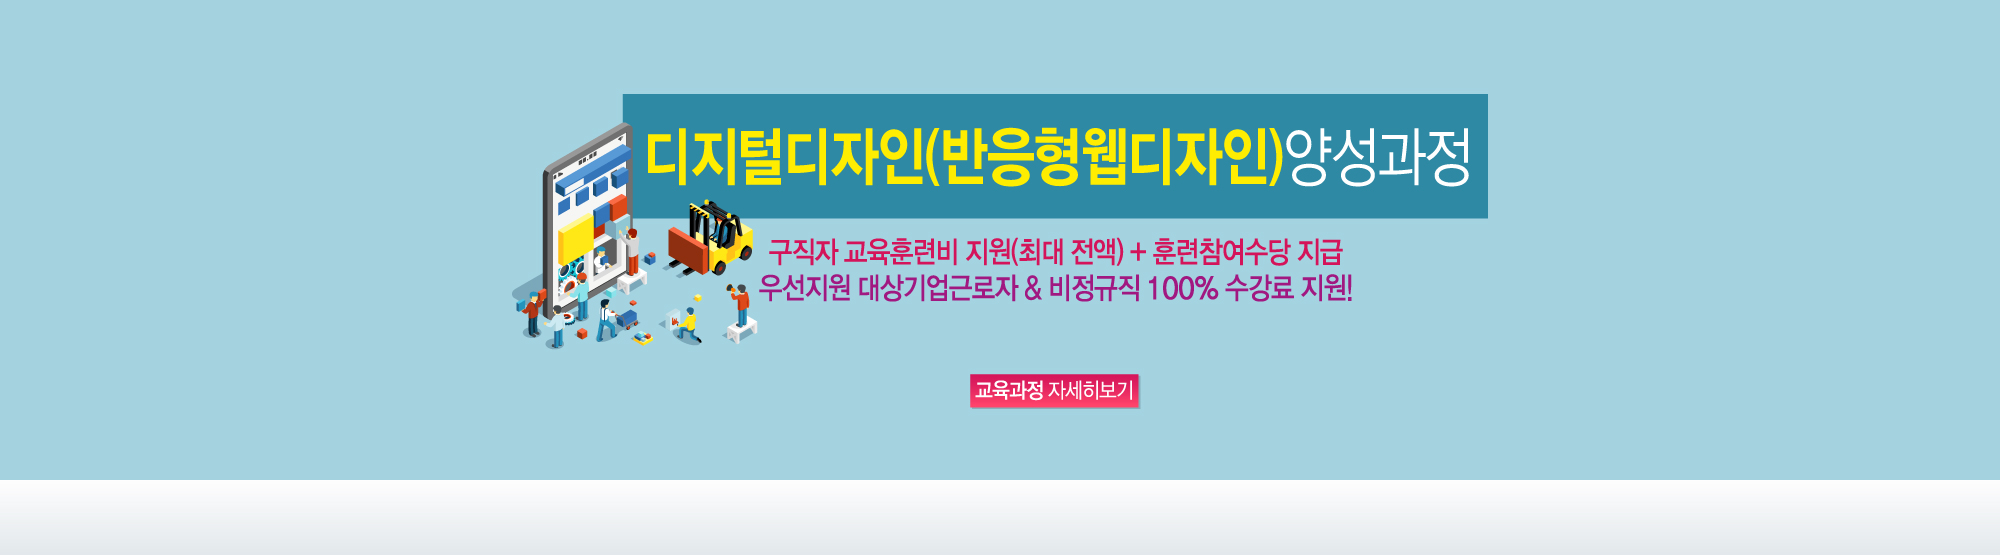 디지털디자인(반응형웹디자인)양성과정
구직자 교육훈련비 지원(최대 전액) + 훈련참여수당 지급
우선지원 대상기업근로자 & 비정규직 100% 수강료 지원!
교육과정 자세히보기